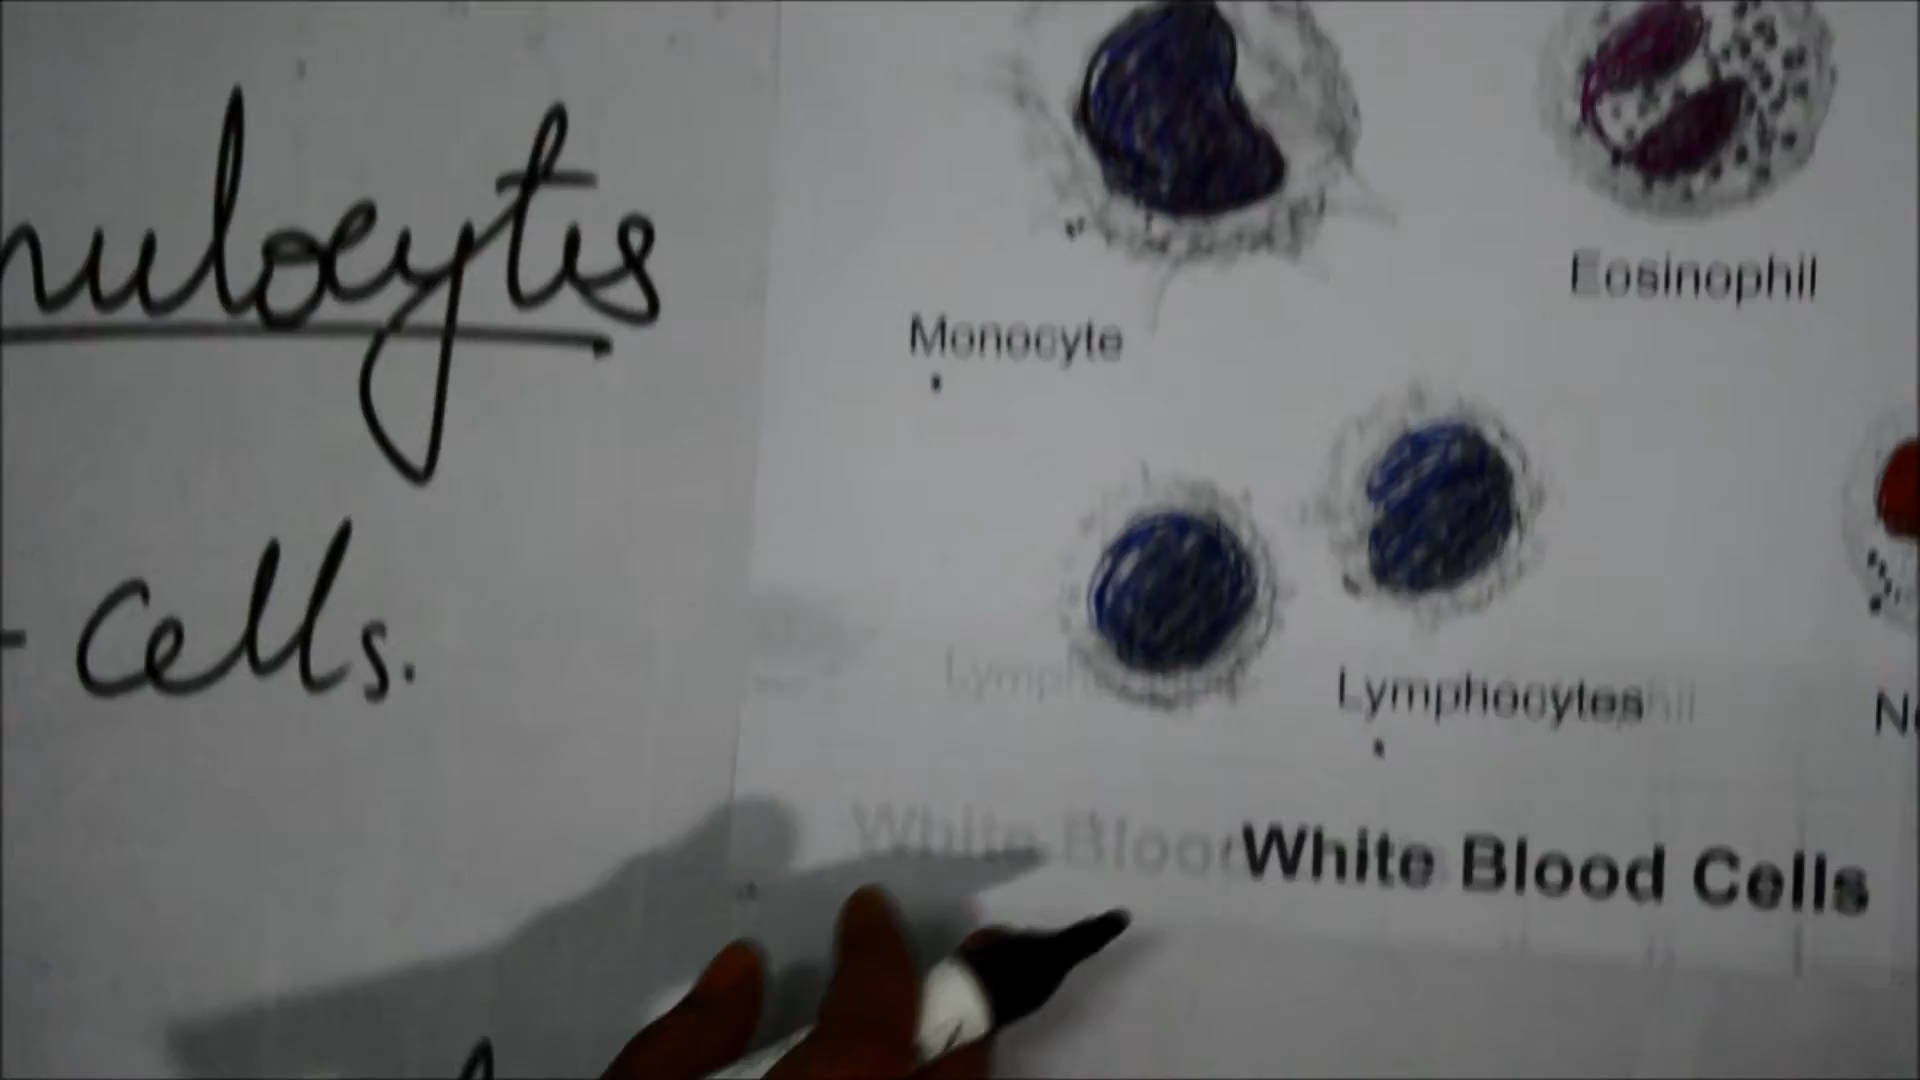 nulocytes
Eosinophil
Monocyte
- cells.
Lymphocytes
White Blood Cells